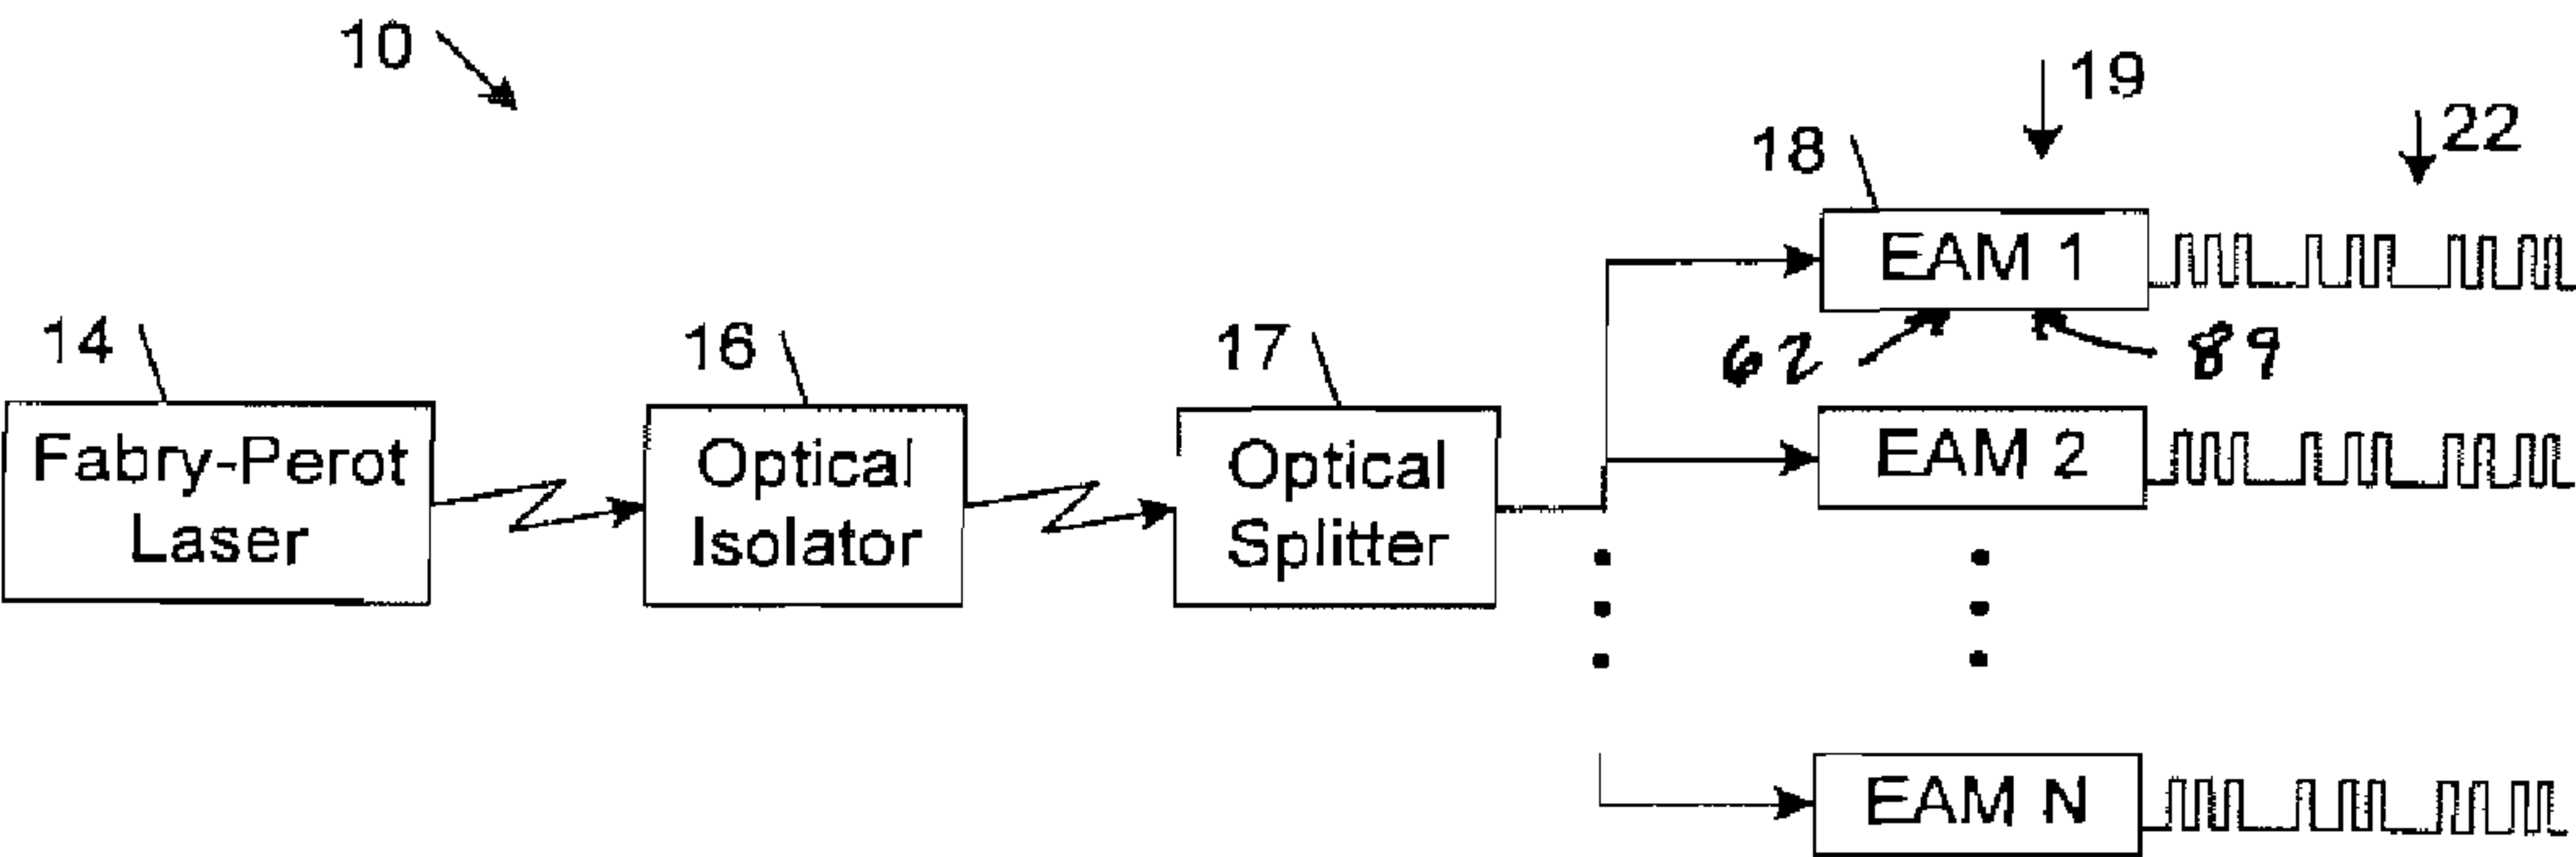 10
19
22
18
EAM 1
14
16
17
62
89
Fabry-Perot
Laser
Optical
Isolator
Optical
Splitter
EAM 2
EAM N